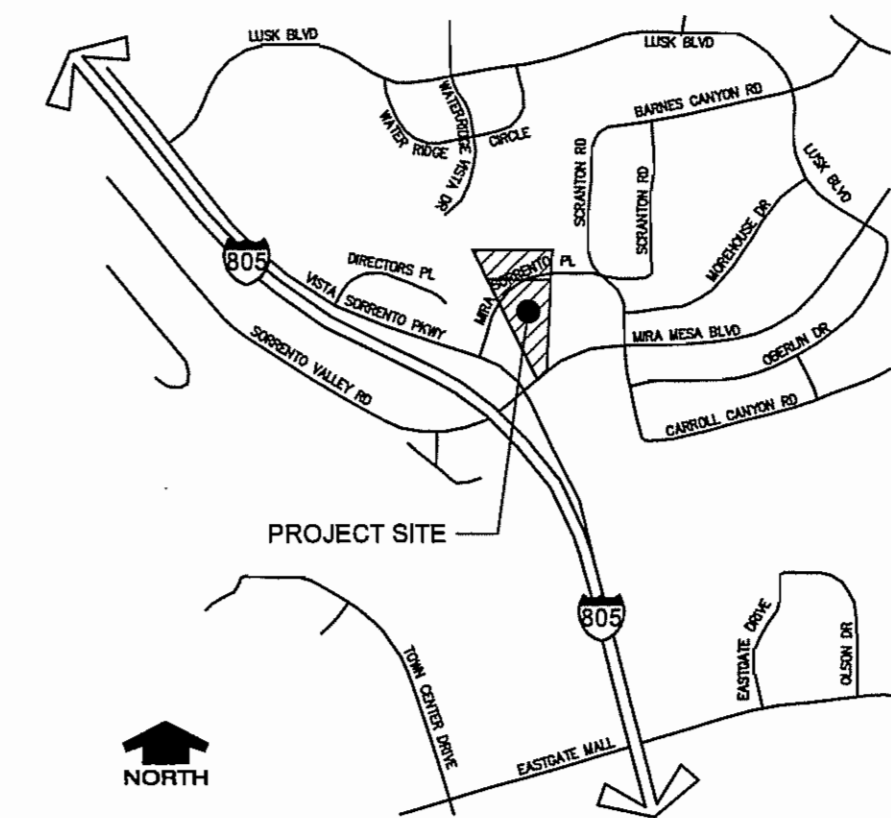 LUSK BLVD
LUSK BLVD
WATER RIDGE CIRCLE
WATERRIDGE VISTA DR
BARNES CANYON RD
SCRANTON RD
SCRANTON RD
LUSK BLVD
MOREHOUSE DR
805
DIRECTORS PL
VISTA SORRENTO PKWY
MIRA SORRENTO PL
MIRA MESA BLVD
OBERLIN DR
SORRENTO VALLEY RD
CARROLL CANYON RD
PROJECT SITE
805
EASTGATE DRIVE
OLSON DR
TOWN CENTER DRIVE
EASTGATE MALL
NORTH